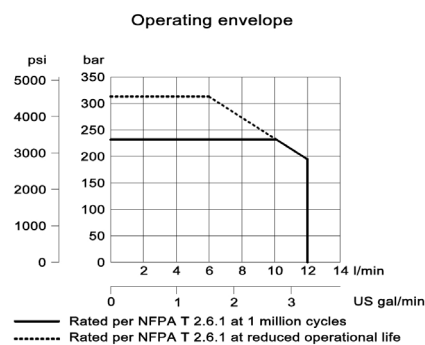 Operating envelope
psi bar
5000 350
4000 300
250
3000 200
2000 150
1000 100
50
0 0
2 4 6 8 10 12 14 l/min
0 1 2 3 US gal/min
Rated per NFPA T 2.6.1 at 1 million cycles
Rated per NFPA T 2.6.1 at reduced operational life